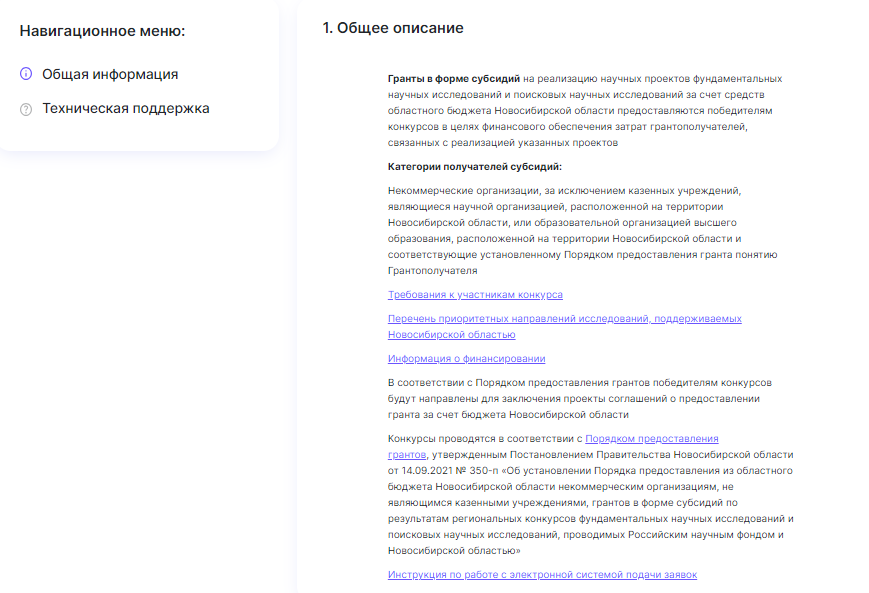 Навигационное меню:
Общая информация
Техническая поддержка
1. Общее описание
Гранты в форме субсидий на реализацию научных проектов фундаментальных
научных исследований и поисковых научных исследований за счет средств
областного бюджета Новосибирской области предоставляются победителям
конкурсов в целях финансового обеспечения затрат грантополучателей,
связанных с реализацией указанных проектов
Категории получателей субсидий:
Некоммерческие организации, за исключением казенных учреждений,
являющиеся научной организацией, расположенной на территории
Новосибирской области, или образовательной организацией высшего
образования, расположенной на территории Новосибирской области и
соответствующие установленному Порядком предоставления гранта понятию
Грантополучателя
Требования к участникам конкурса
Перечень приоритетных направлений исследований, поддерживаемых
Новосибирской областью
Информация о финансировании
В соответствии с Порядком предоставления грантов победителям конкурсов
будут направлены для заключения проекты соглашений о предоставлении
гранта за счет бюджета Новосибирской области
Конкурсы проводятся в соответствии с Порядком предоставления
грантов, утвержденным Постановлением Правительства Новосибирской области
от 14.09.2021 № 350-п «Об установлении Порядка предоставления из областного
бюджета Новосибирской области некоммерческим организациям, не
являющимся казенными учреждениями, грантов в форме субсидий по
результатам региональных конкурсов фундаментальных научных исследований и
поисковых научных исследований, проводимых Российским научным фондом и
Новосибирской областью»
Инструкция по работе с электронной системой подачи заявок